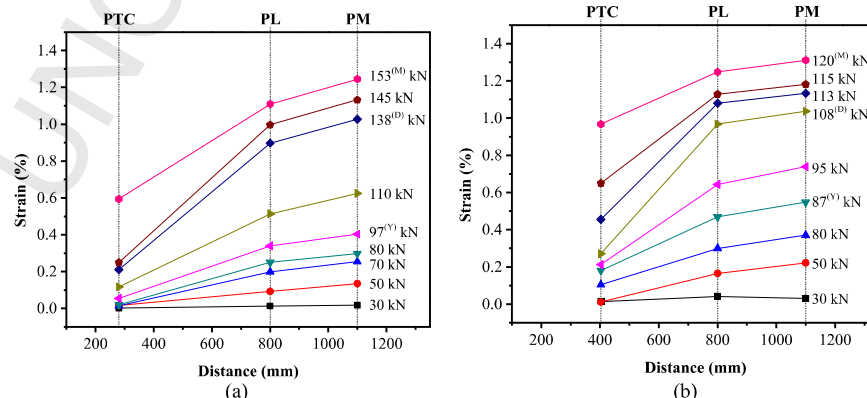 PTC PL PM
1.4
1.2
1.0
0.8
0.6
0.4
0.2
0.0
Strain (%)
153(M) kN
145 kN
138(D) kN
110 kN
97(Y) kN
80 kN
70 kN
50 kN
30 kN
200 400 600 800 1000 1200
Distance (mm)
(a)
PTC PL PM
1.4
1.2
1.0
0.8
0.6
0.4
0.2
0.0
Strain (%)
120(M) kN
115 kN
113 kN
108(D) kN
95 kN
87(Y) kN
80 kN
50 kN
30 kN
200 400 600 800 1000 1200
Distance (mm)
(b)
UNC